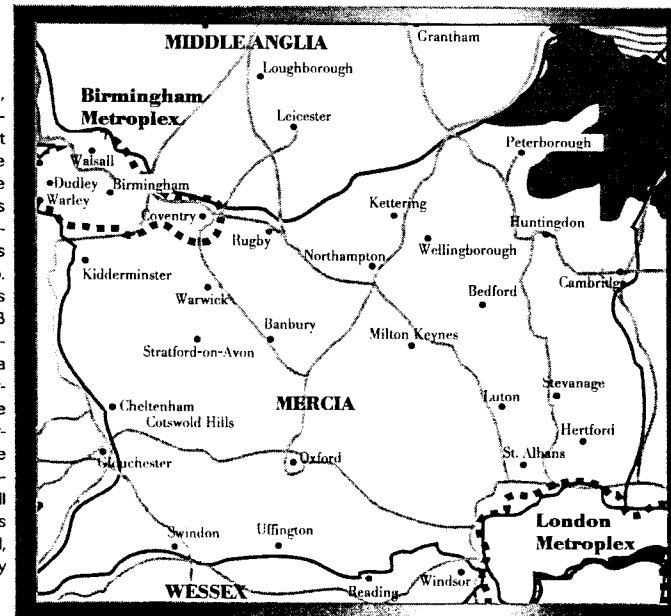 MIDDLE ANGLIA
Grantham
Loughborough
Birmingham
Metroplex
Leicester
Peterborough
Walsall
Dudley
Birmingham
Warley
Coventry
Kettering
Huntingdon
Rugby
Wellingborough
Northampton
Kidderminster
Cambridge
Warwick
Bedford
Banbury
Milton Keynes
Stratford-on-Avon
Stevanage
Luton
Cheltenham
MERCIA
Cotswold Hills
Hertford
Glouchester
Oxford
St. Albans
London
Metroplex
Swindon
Uffington
Windsor
Reading
WESSEX